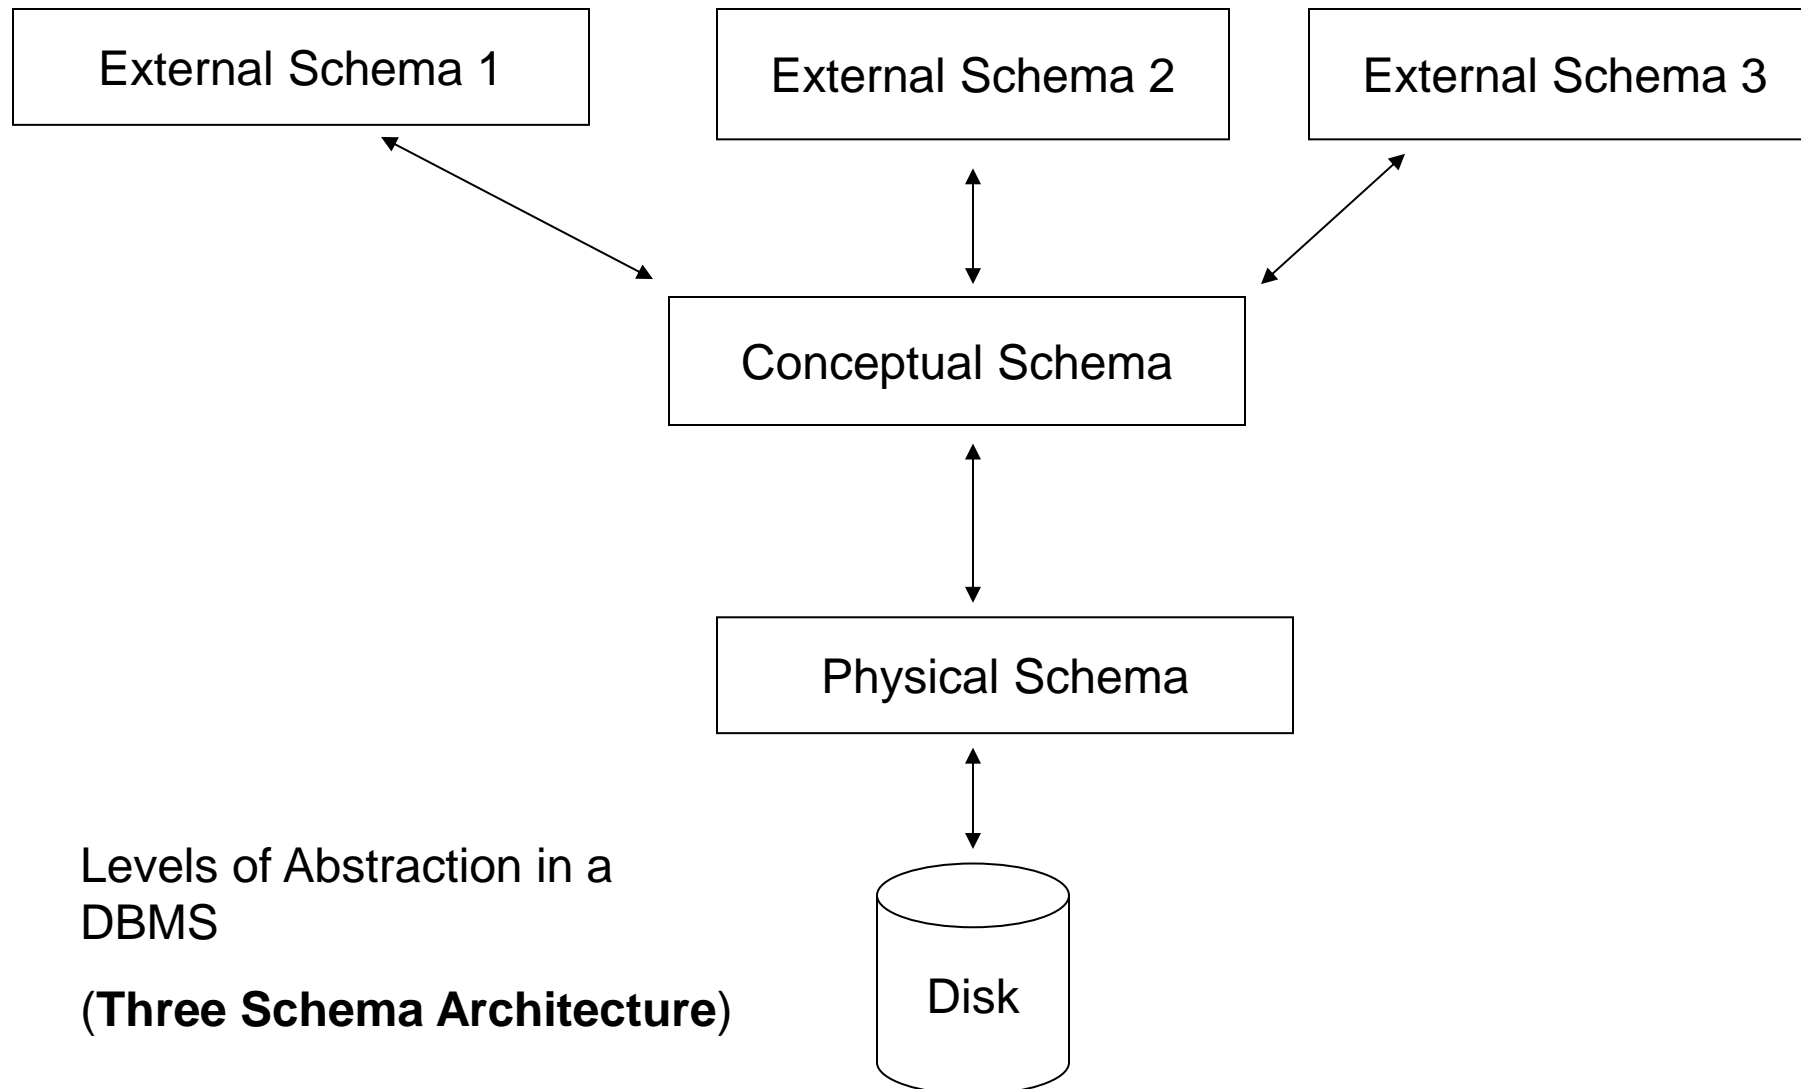 External Schema 1
External Schema 2
External Schema 3
Conceptual Schema
Physical Schema
Levels of Abstraction in a
DBMS
(Three Schema Architecture)
Disk